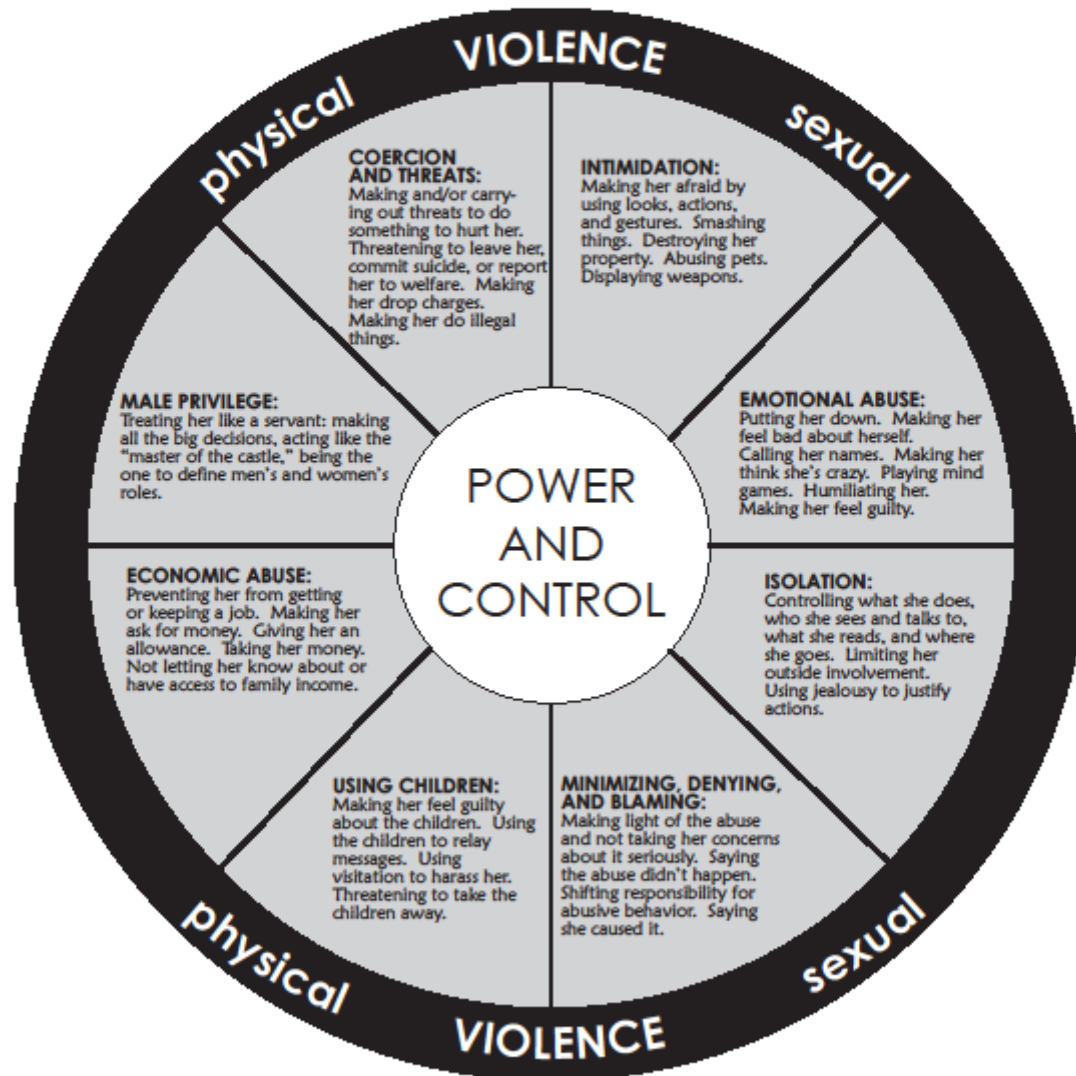 VIOLENCE
physical
sexual
COERCION
AND THREATS:
Making and/or carry-
ing out threats to do
something to hurt her.
Threatening to leave her,
commit suicide, or report
her to welfare. Making
her drop charges.
Making her do illegal
things.
INTIMIDATION:
Making her afraid by
using looks, actions,
and gestures. Smashing
things. Destroying her
property. Abusing pets.
Displaying weapons.
MALE PRIVILEGE:
Treating her like a servant: making
all the big decisions, acting like the
“master of the castle,” being the
one to define men’s and women’s
roles.
EMOTIONAL ABUSE:
Putting her down. Making her
feel bad about herself.
Calling her names. Making her
think she’s crazy. Playing mind
games. Humiliating her.
Making her feel guilty.
POWER
AND
CONTROL
ECONOMIC ABUSE:
Preventing her from getting
or keeping a job. Making her
ask for money. Giving her an
allowance. Taking her money.
Not letting her know about or
have access to family income.
ISOLATION:
Controlling what she does,
who she sees and talks to,
what she reads, and where
she goes. Limiting her
outside involvement.
Using jealousy to justify
actions.
USING CHILDREN:
Making her feel guilty
about the children. Using
the children to relay
messages. Using
visitation to harass her.
Threatening to take the
children away.
MINIMIZING, DENYING,
AND BLAMING:
Making light of the abuse
and not taking her concerns
about it seriously. Saying
the abuse didn’t happen.
Shifting responsibility for
abusive behavior. Saying
she caused it.
physical
sexual
VIOLENCE